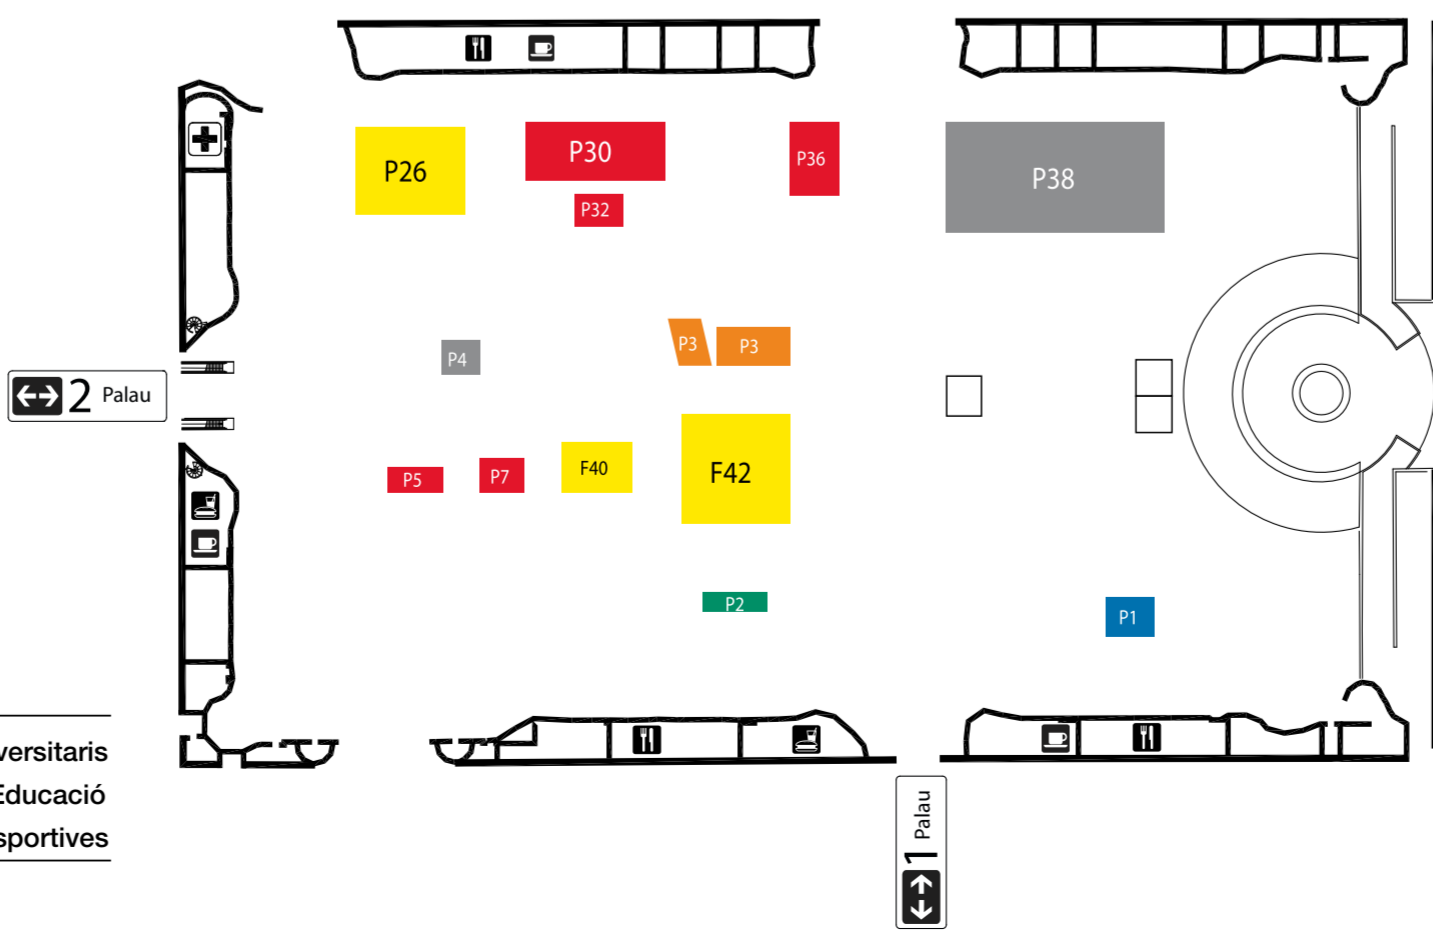 P26
P30
P36
P38
P32
P3
P3
P4
2 Palau
F40
F42
P5
P7
P2
P1
versitaris
Educació
sportives
1 Palau